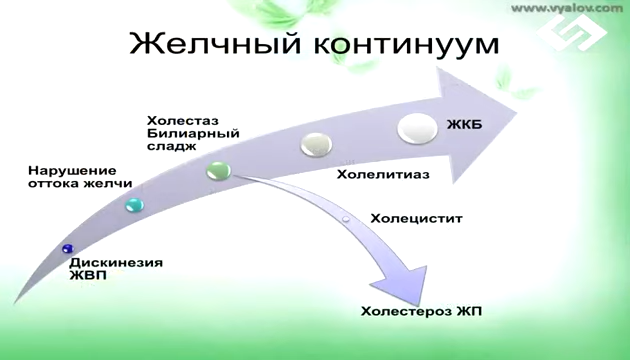 www.vyalov.com
Желчный континуум
Холестаз
Билиарный
сладж
ЖКБ
Нарушение
оттока желчи
Холелитиаз
Холецистит
Дискинезия
ЖВП
Холестероз ЖП